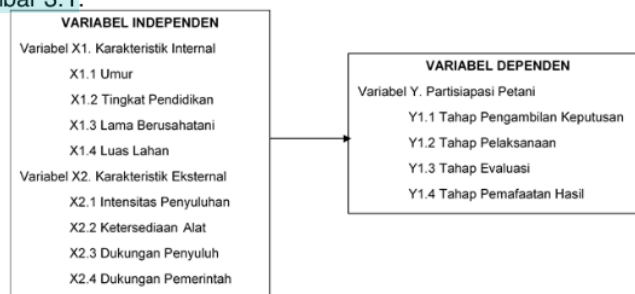 bar 3.1.
VARIABEL INDEPENDEN
Variabel X1. Karakteristik Internal
X1.1 Umur
X1.2 Tingkat Pendidikan
X1.3 Lama Berusahatani
X1.4 Luas Lahan
Variabel X2. Karakteristik Eksternal
X2.1 Intensitas Penyuluhan
X2.2 Ketersediaan Alat
X2.3 Dukungan Penyuluh
X2.4 Dukungan Pemerintah
VARIABEL DEPENDEN
Variabel Y. Partisiapasi Petani
Y1.1 Tahap Pengambilan Keputusan
Y1.2 Tahap Pelaksanaan
Y1.3 Tahap Evaluasi
Y1.4 Tahap Pemafaatan Hasil